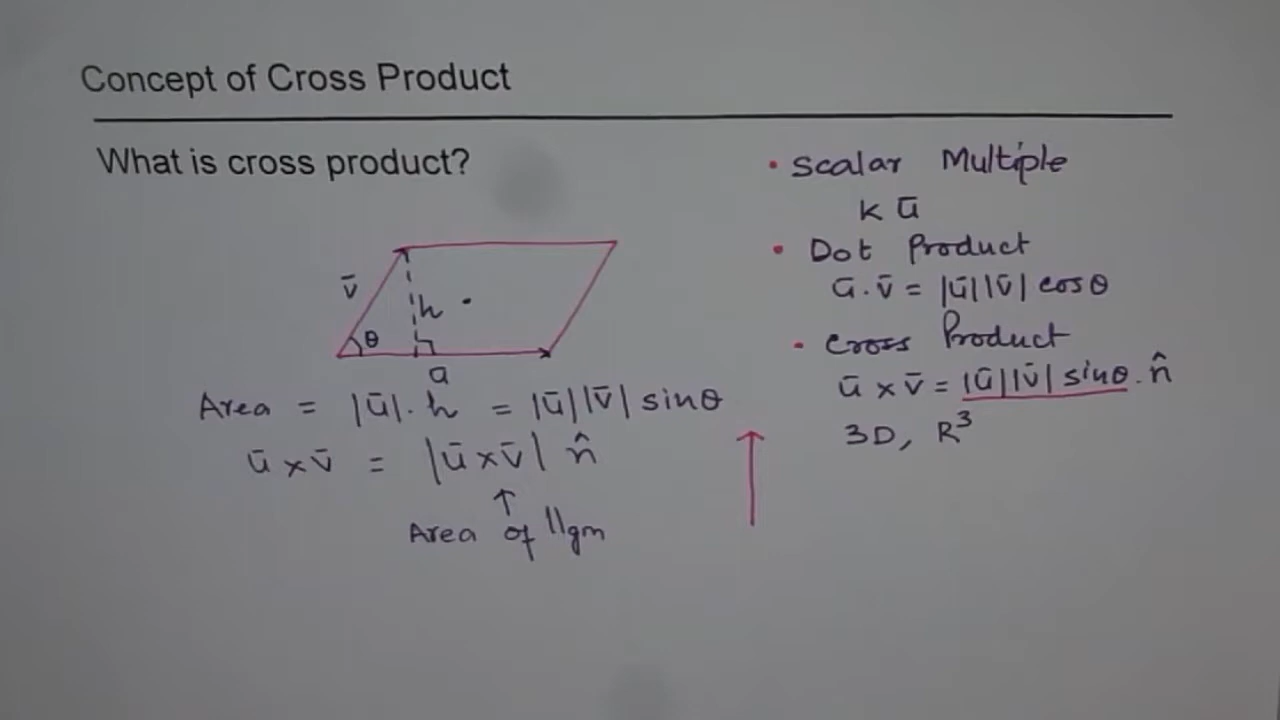 Concept of Cross Product
What is cross product?
v̄
h
θ
ū
Area = |ū|. h = |ū||v̄| sinθ
ū × v̄ = |ū × v̄| n̂
↑
Area of ||gm
• Scalar Multiple
k ū
• Dot Product
ū . v̄ = |ū||v̄| cosθ
• Cross Product
ū × v̄ = |ū||v̄| sinθ . n̂
3D, R³